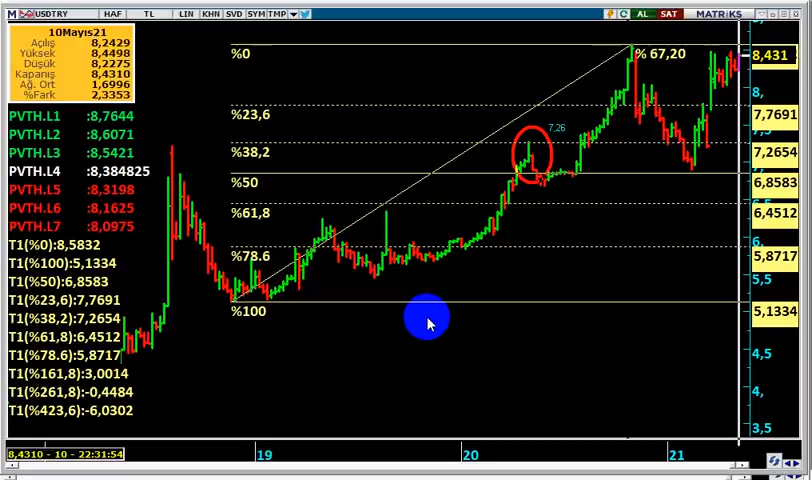 M USDTRY HAF TL LIN KHN SVD SYM TMP AL SAT MATRİKS
10Mayıs21
Açılış 8,2429
Yüksek 8,4498
Düşük 8,2275
Kapanış 8,4310
Ağ. Ort 1,6996
%Fark 2,3353
PVTH.L1 :8,7644
PVTH.L2 :8,6071
PVTH.L3 :8,5421
PVTH.L4 :8,384825
PVTH.L5 :8,3198
PVTH.L6 :8,1625
PVTH.L7 :8,0975
T1(%0):8,5832
T1(%100):5,1334
T1(%50):6,8583
T1(%23,6):7,7691
T1(%38,2):7,2654
T1(%61,8):6,4512
T1(%78.6):5,8717
T1(%161,8):3,0014
T1(%261,8):-0,4484
T1(%423,6):-6,0302
%0
%23,6
%38,2
%50
%61,8
%78.6
%100
% 67,20
7,26
8,431
8,
7,7691
7,2654
6,8583
6,4512
6,
5,8717
5,5
5,1334
4,5
4,
3,5
8,4310 - 10 - 22:31:54
19
20
21